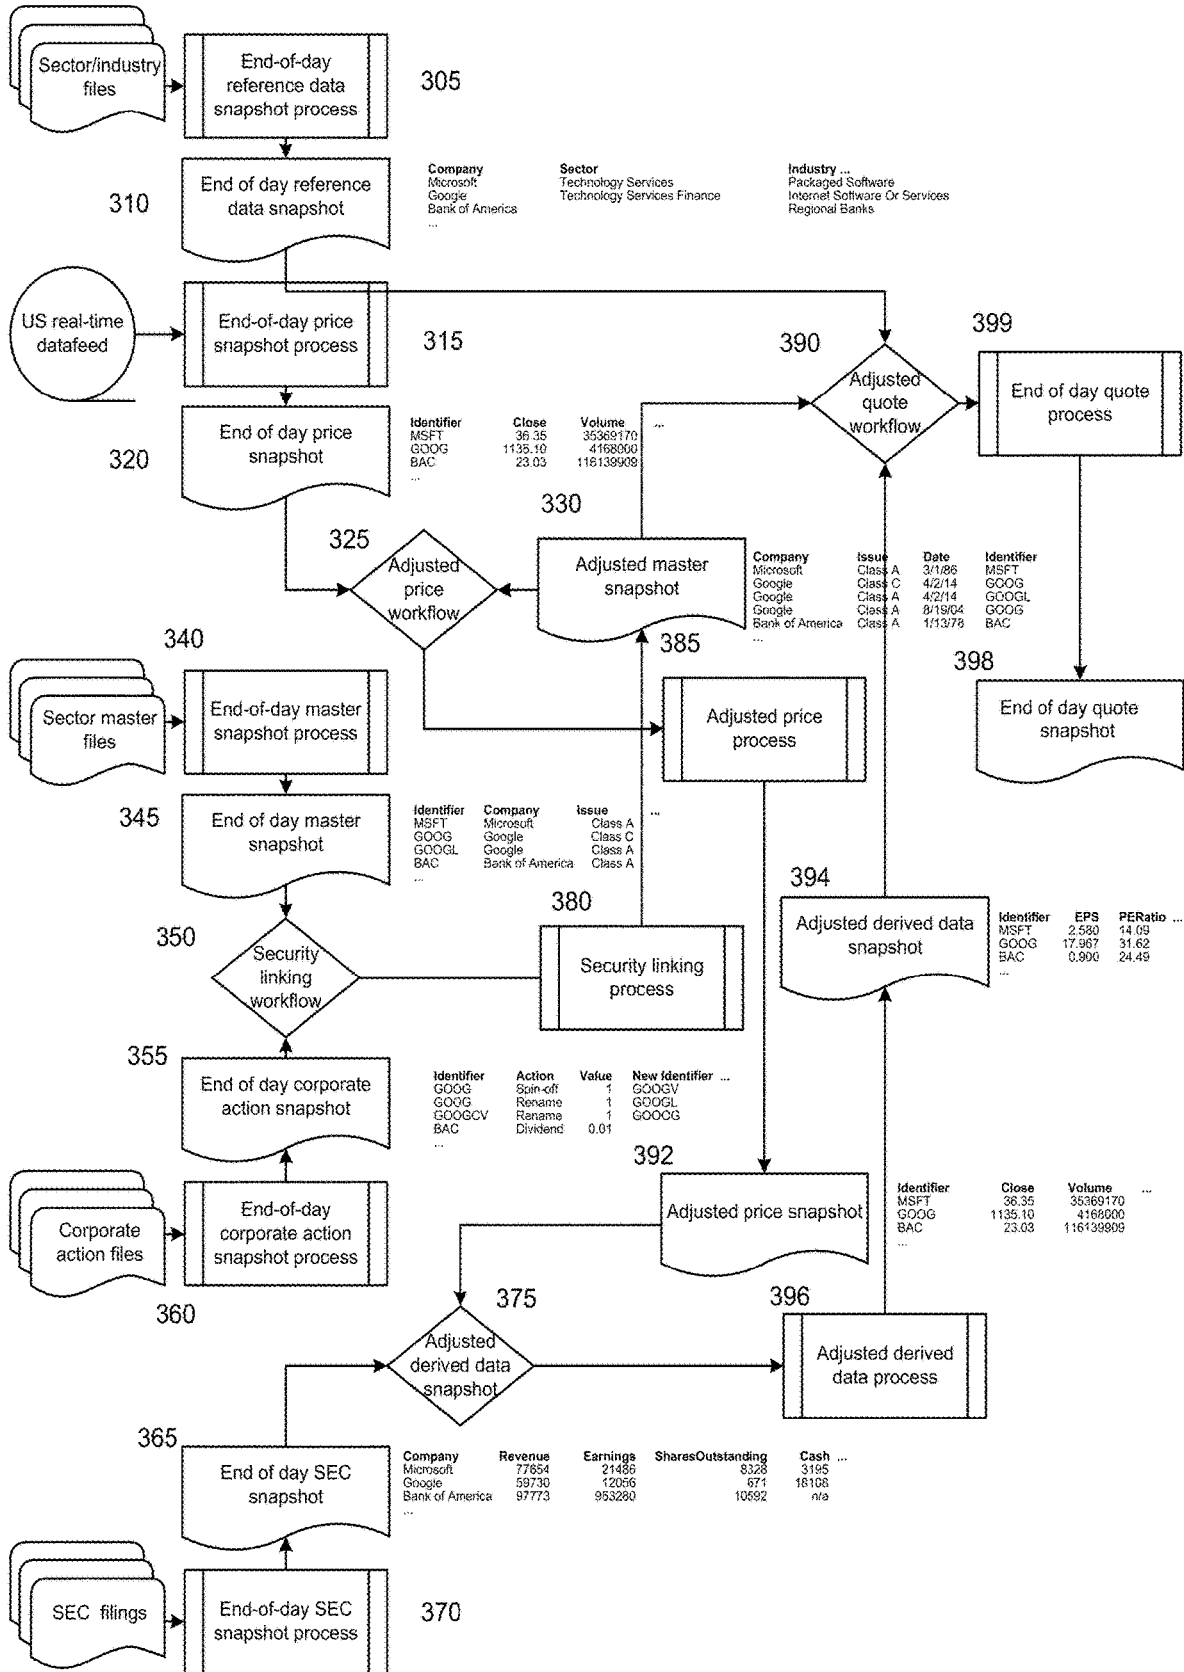 Sector/industry
files
End-of-day
reference data
snapshot process
305
310
End of day reference
data snapshot
Company Sector Industry ...
Microsoft Technology Services Packaged Software
Google Technology Services Finance Internet Software Or Services
Bank of America Regional Banks
...
US real-time
datafeed
End-of-day price
snapshot process
315
390
399
Adjusted
quote
workflow
End of day quote
process
320
End of day price
snapshot
Identifier Close Volume ...
MSFT 36.35 35369170
GOOG 1135.10 4168000
BAC 23.03 116139909
...
325
Adjusted
price
workflow
330
Adjusted master
snapshot
Company Issue Date Identifier
Microsoft Class A 3/1/86 MSFT
Google Class C 4/2/14 GOOG
Google Class A 4/2/14 GOOGL
Google Class A 8/19/04 GOOG
Bank of America Class A 1/13/78 BAC
...
340
Sector master
files
End-of-day master
snapshot process
385
Adjusted price
process
398
End of day quote
snapshot
345
End of day master
snapshot
Identifier Company Issue ...
MSFT Microsoft Class A
GOOG Google Class C
GOOGL Google Class A
BAC Bank of America Class A
...
350
Security
linking
workflow
380
Security linking
process
394
Adjusted derived data
snapshot
Identifier EPS PERatio ...
MSFT 2.580 14.09
GOOG 17.967 31.62
BAC 0.900 24.49
...
355
End of day corporate
action snapshot
Identifier Action Value New Identifier ...
GOOG Spin-off 1 GOOGV
GOOG Rename 1 GOOGL
GOOGCV Rename 1 GOOCG
BAC Dividend 0.01
...
Corporate
action files
End-of-day
corporate action
snapshot process
360
392
Adjusted price snapshot
Identifier Close Volume ...
MSFT 36.35 35369170
GOOG 1135.10 4168000
BAC 23.03 116139909
...
375
Adjusted
derived data
snapshot
396
Adjusted derived
data process
365
End of day SEC
snapshot
Company Revenue Earnings SharesOutstanding Cash ...
Microsoft 77654 21486 8328 3195
Google 59730 12056 671 16108
Bank of America 97773 953280 10592 n/a
...
SEC filings
End-of-day SEC
snapshot process
370